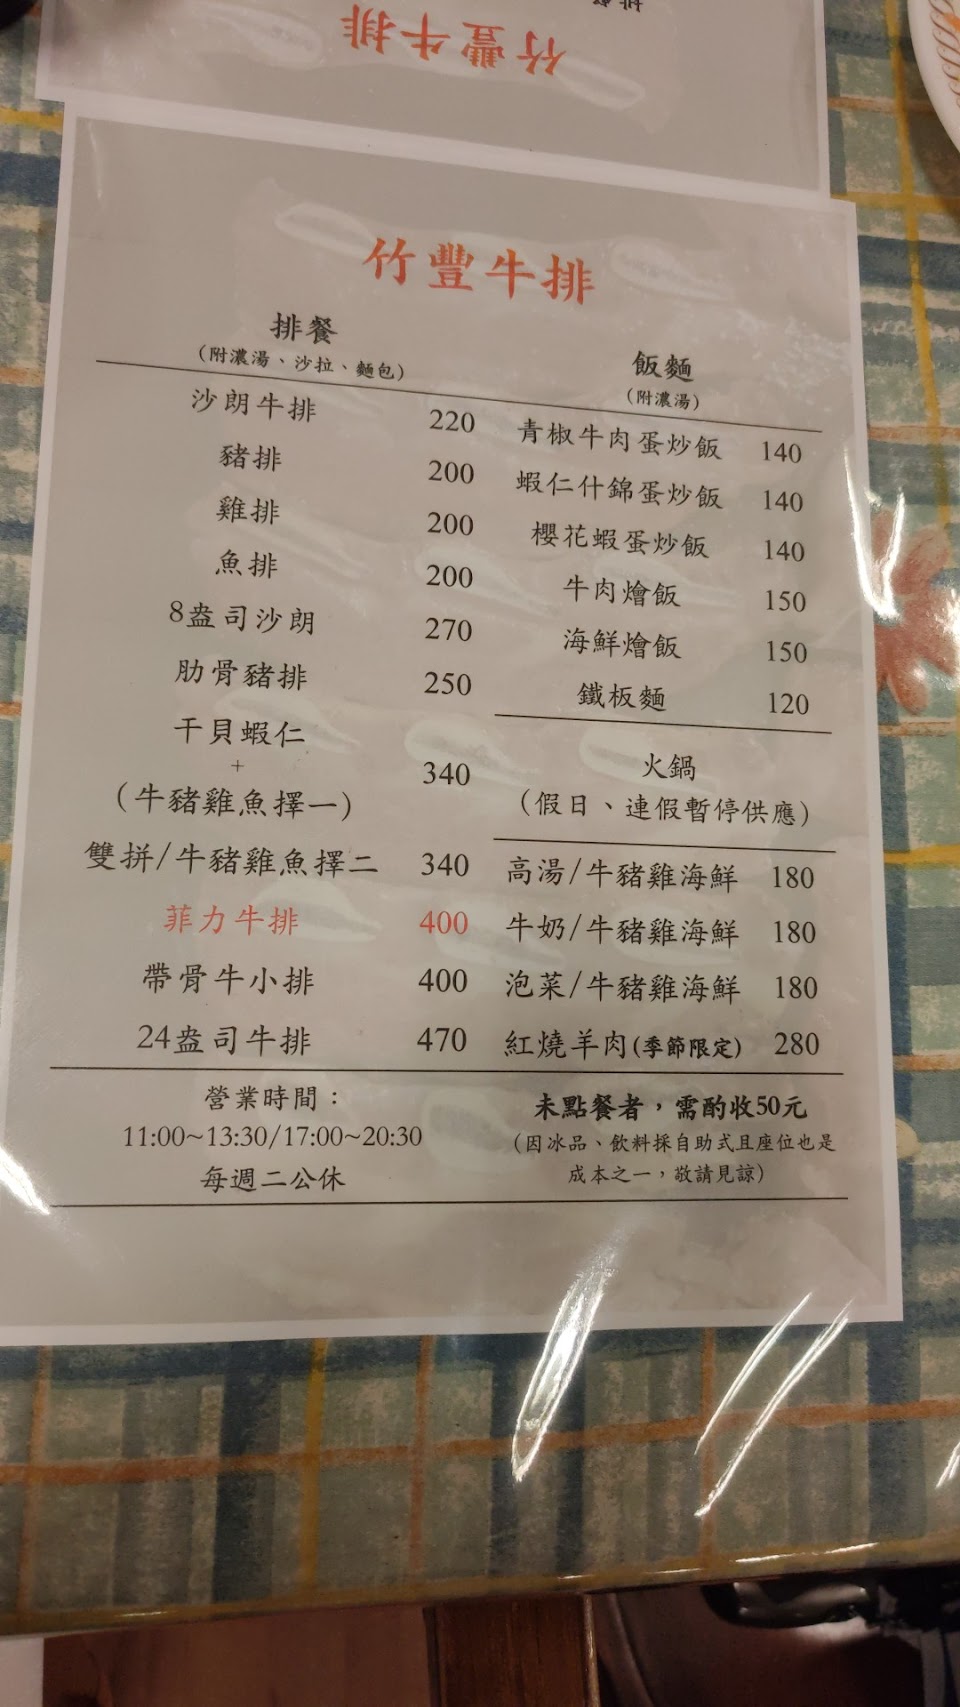 竹豐牛排
竹豐牛排
排餐
(附濃湯、沙拉、麵包)
沙朗牛排 220
豬排 200
雞排 200
魚排 200
8盎司沙朗 270
肋骨豬排 250
干貝蝦仁
+
(牛豬雞魚擇一) 340
雙拼/牛豬雞魚擇二 340
菲力牛排 400
帶骨牛小排 400
24盎司牛排 470
營業時間：
11:00~13:30/17:00~20:30
每週二公休
飯麵
(附濃湯)
青椒牛肉蛋炒飯 140
蝦仁什錦蛋炒飯 140
櫻花蝦蛋炒飯 140
牛肉燴飯 150
海鮮燴飯 150
鐵板麵 120
火鍋
(假日、連假暫停供應)
高湯/牛豬雞海鮮 180
牛奶/牛豬雞海鮮 180
泡菜/牛豬雞海鮮 180
紅燒羊肉(季節限定) 280
未點餐者，需酌收50元
(因冰品、飲料採自助式且座位也是
成本之一，敬請見諒)